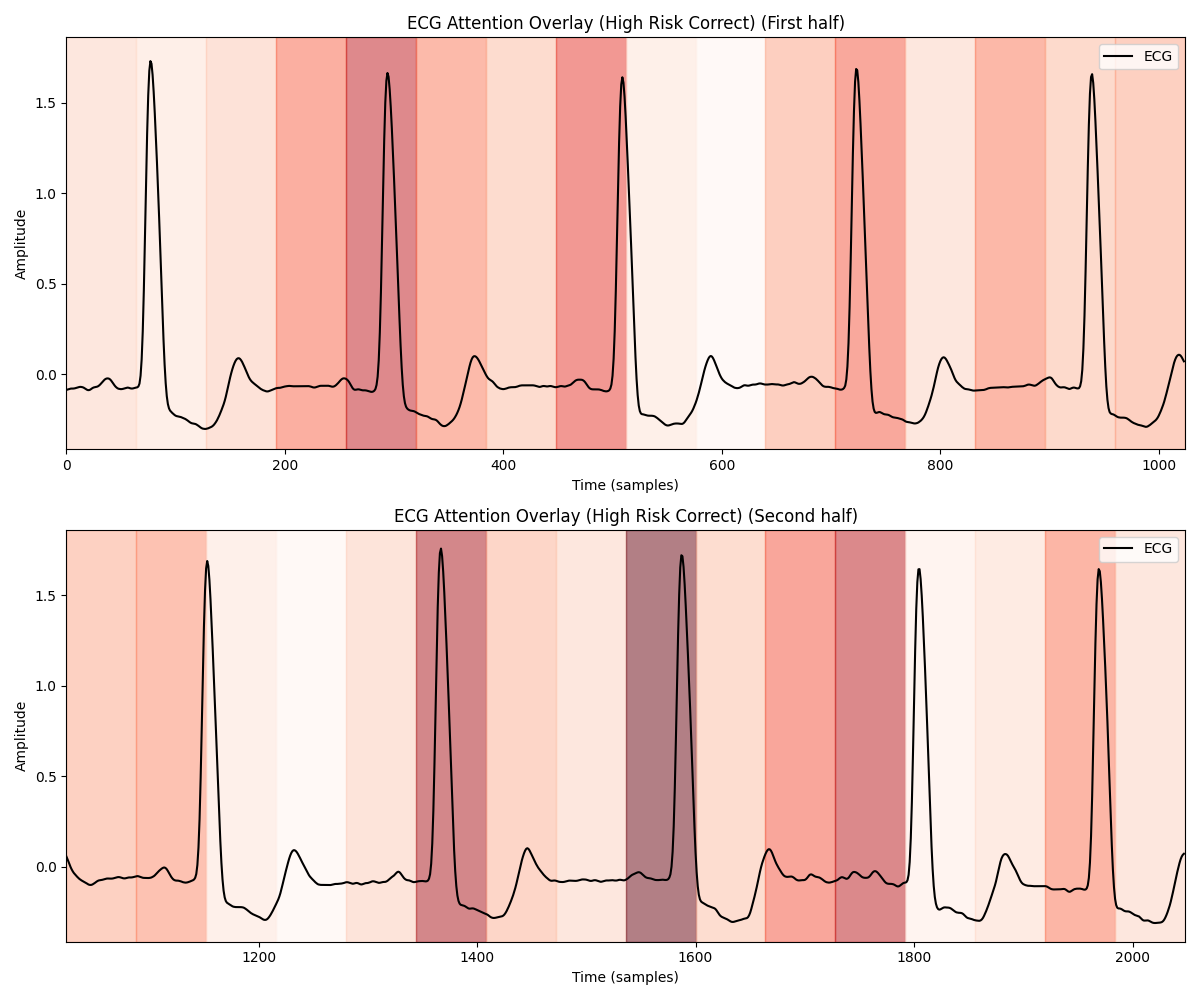 ECG Attention Overlay (High Risk Correct) (First half)
ECG
1.5
1.0
0.5
0.0
Amplitude
0
200
400
600
800
1000
Time (samples)
ECG Attention Overlay (High Risk Correct) (Second half)
ECG
1.5
1.0
0.5
0.0
Amplitude
1200
1400
1600
1800
2000
Time (samples)